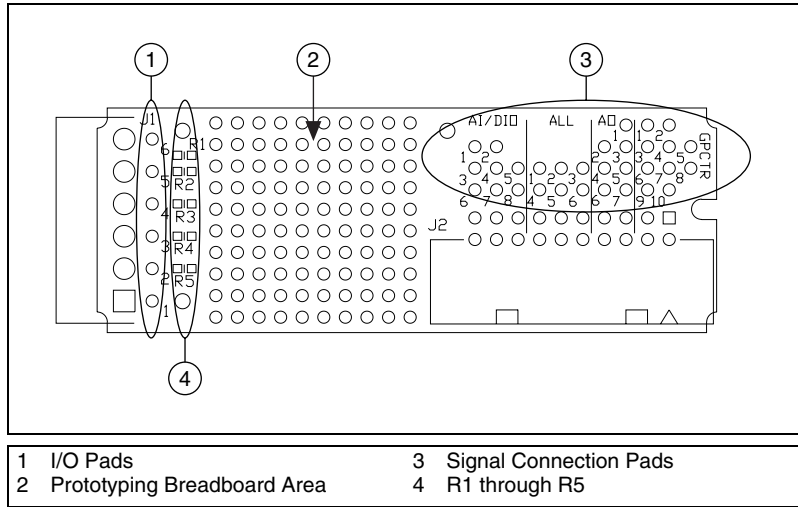 1
2
3
J1
AI/DIO
ALL
AO
GPCTR
R1
6
5
R2
4
R3
3
R4
2
R5
1
1 1 2
1 2
2 3 3 4 5
3 4 5 1 2 3 4 5 6 7 8
6 7 8 4 5 6 6 7 9 10
J2
4
1 I/O Pads
2 Prototyping Breadboard Area
3 Signal Connection Pads
4 R1 through R5